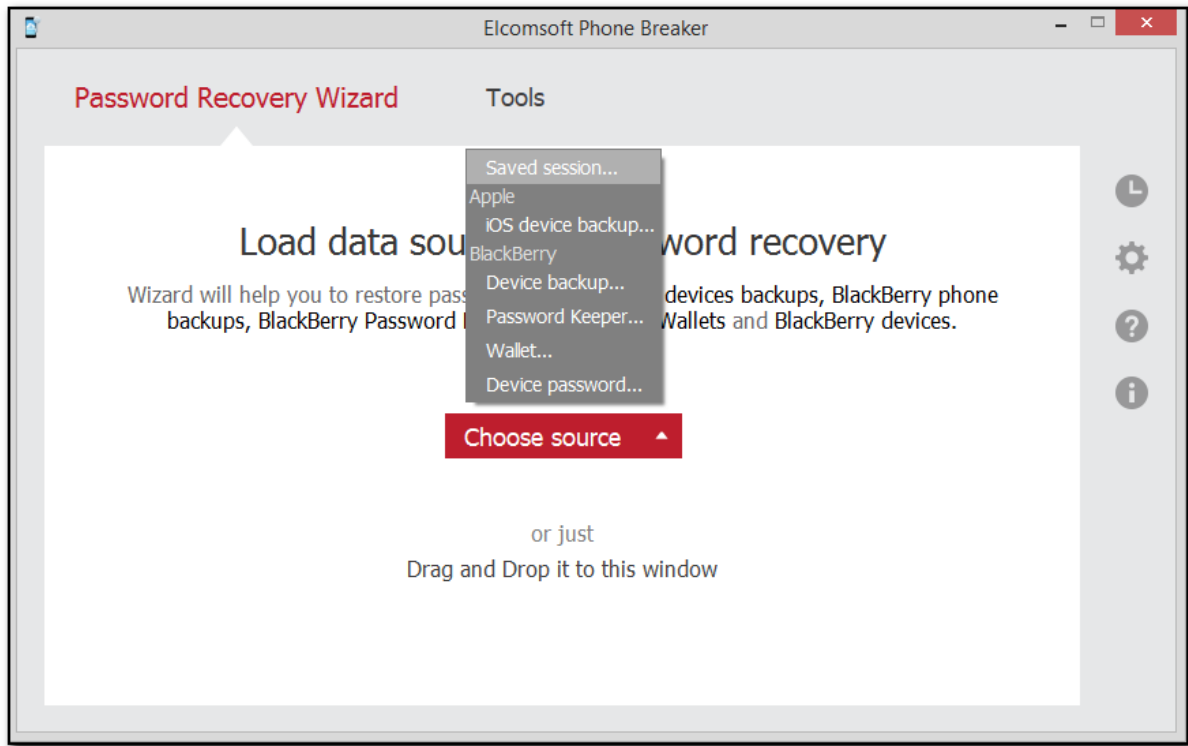 Elcomsoft Phone Breaker
Password Recovery Wizard
Tools
Saved session...
Apple
iOS device backup...
BlackBerry
Device backup...
Password Keeper...
Wallet...
Device password...
Load data sou word recovery
Wizard will help you to restore pass devices backups, BlackBerry phone
backups, BlackBerry Password Wallets and BlackBerry devices.
Choose source
or just
Drag and Drop it to this window